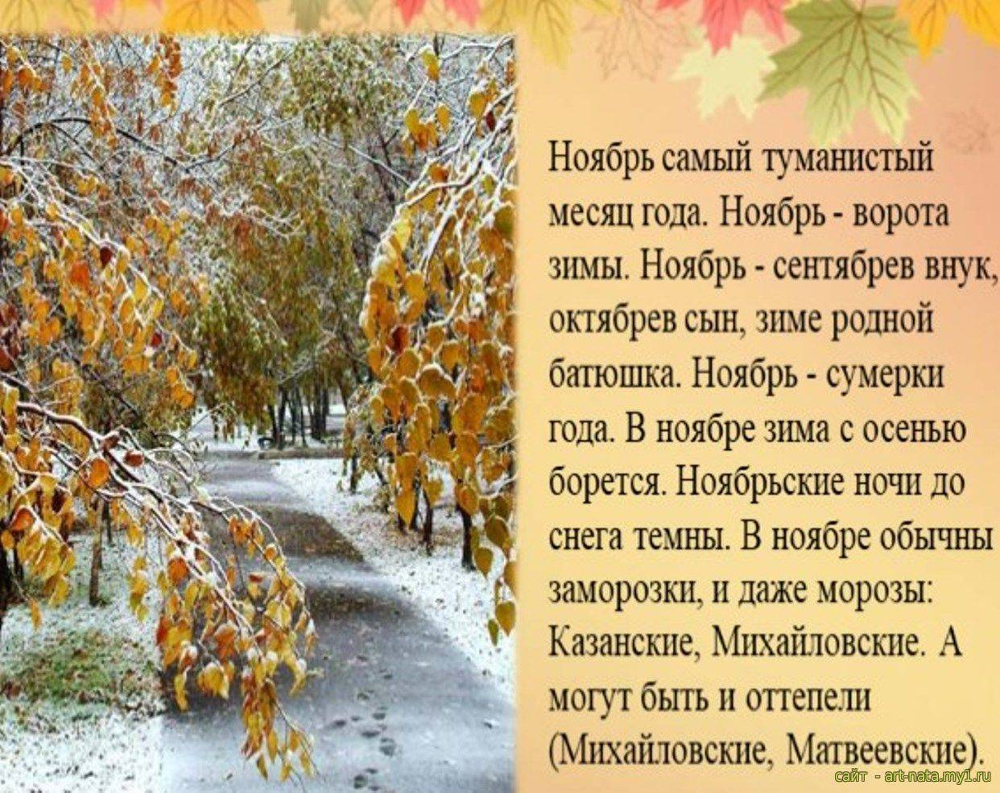 Ноябрь самый туманистый
месяц года. Ноябрь - ворота
зимы. Ноябрь - сентябрев внук,
октябрев сын, зиме родной
батюшка. Ноябрь - сумерки
года. В ноябре зима с осенью
борется. Ноябрьские ночи до
снега темны. В ноябре обычны
заморозки, и даже морозы:
Казанские, Михайловские. А
могут быть и оттепели
(Михайловские, Матвеевские).
сайт - art-nata.my1.ru